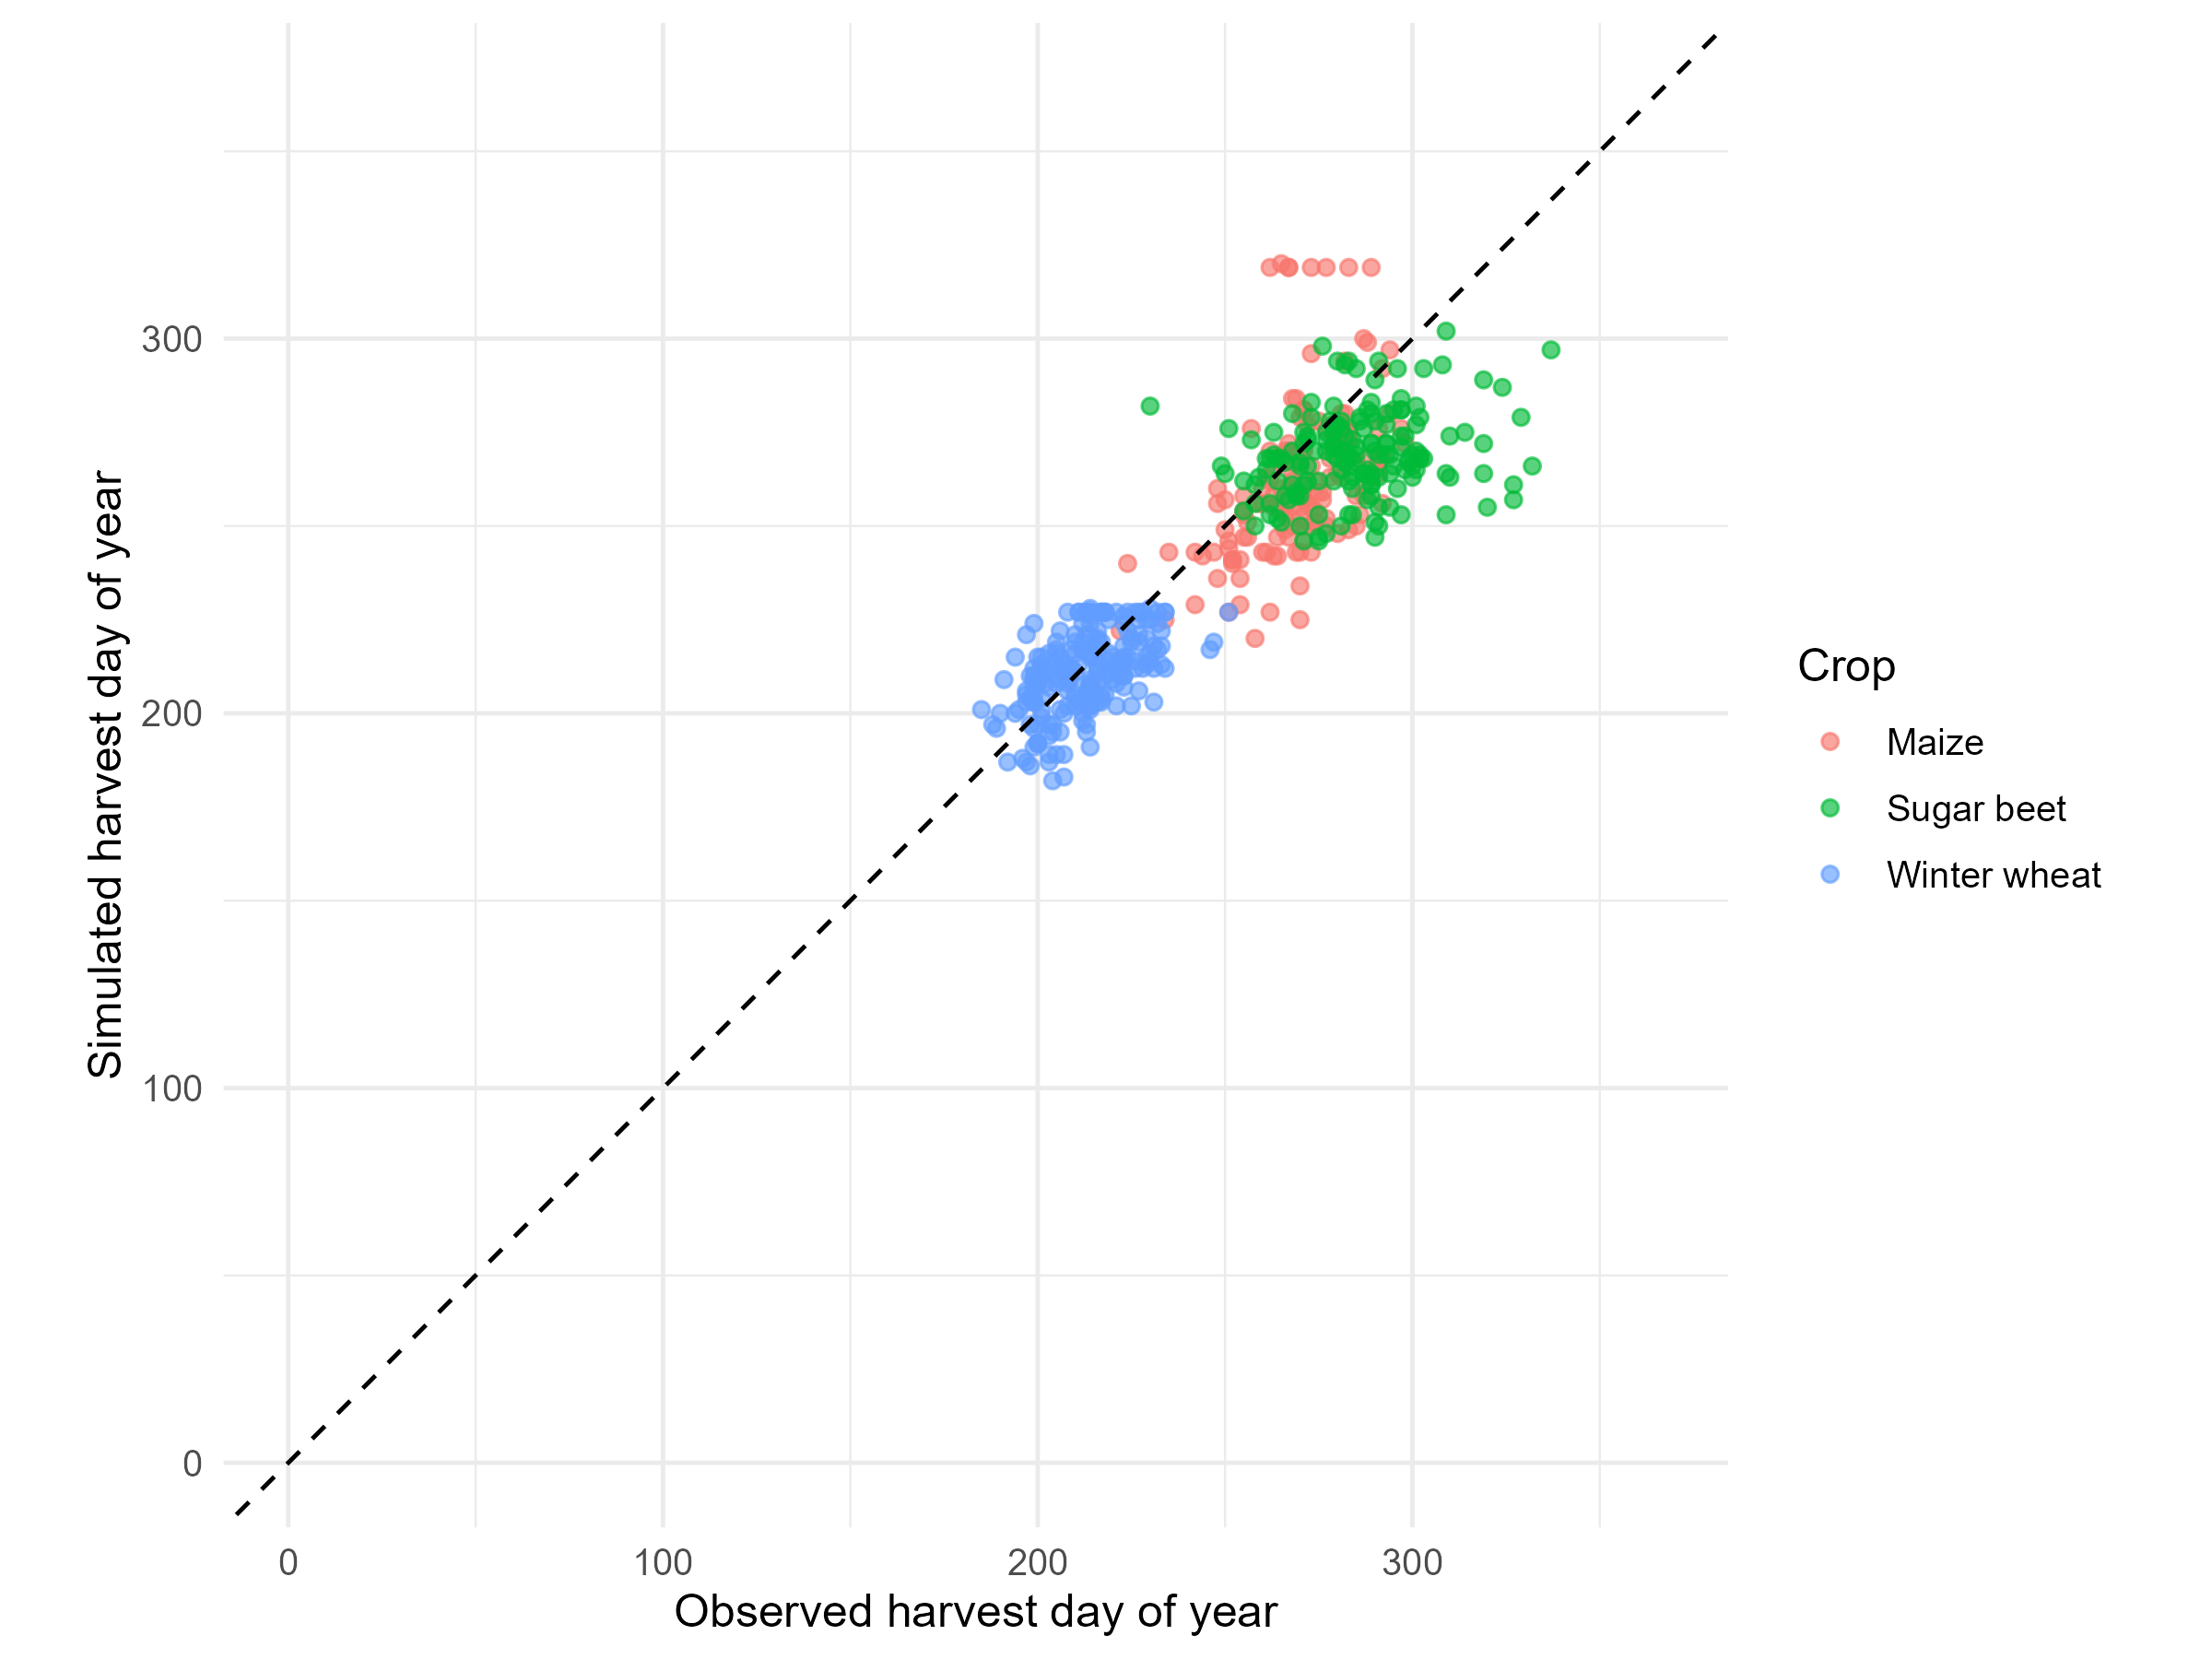 Simulated harvest day of year
300
200
100
0
0
100
200
300
Observed harvest day of year
Crop
Maize
Sugar beet
Winter wheat